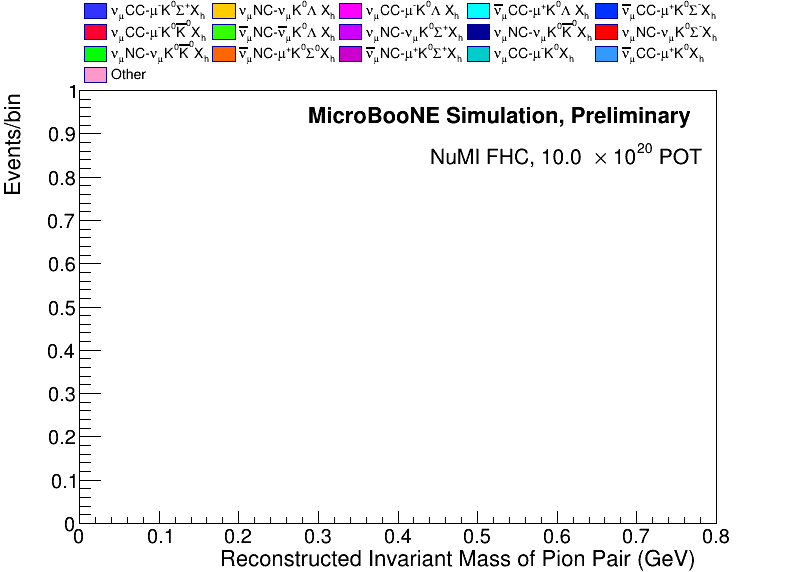 ν_μCC-μ⁻K⁰Σ⁺X_h ν_μNC-ν_μK⁰Λ X_h ν_μCC-μ⁻K⁰Λ X_h ν̅_μCC-μ⁺K⁰Λ X_h ν̅_μCC-μ⁺K⁰Σ⁻X_h
ν_μCC-μ⁻K⁰K̅⁰X_h ν̅_μNC-ν̅_μK⁰Λ X_h ν_μNC-ν_μK⁰Σ⁺X_h ν_μNC-ν_μK⁰K̅⁰X_h ν_μNC-ν_μK⁰Σ⁻X_h
ν_μNC-ν_μK⁰K̅⁰X_h ν̅_μNC-μ⁺K⁰Σ⁰X_h ν̅_μNC-μ⁺K⁰Σ⁺X_h ν_μCC-μ⁻K⁰X_h ν̅_μCC-μ⁺K⁰X_h
Other
MicroBooNE Simulation, Preliminary
NuMI FHC, 10.0 ×10²⁰ POT
Events/bin
1
0.9
0.8
0.7
0.6
0.5
0.4
0.3
0.2
0.1
0
0 0.1 0.2 0.3 0.4 0.5 0.6 0.7 0.8
Reconstructed Invariant Mass of Pion Pair (GeV)